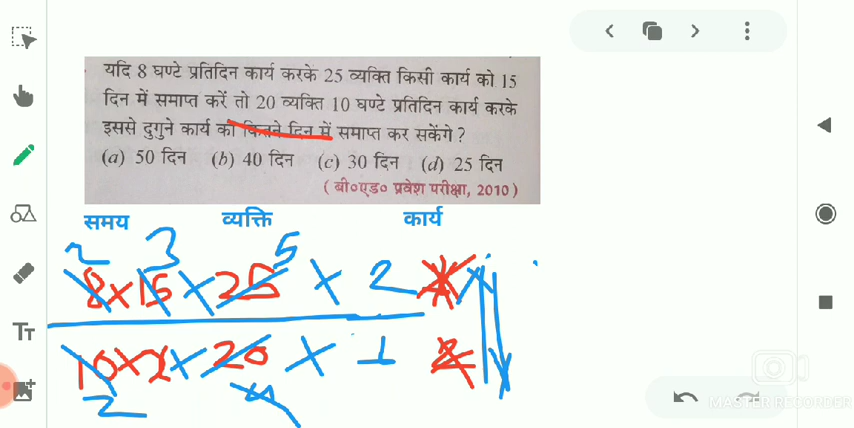 यदि 8 घण्टे प्रतिदिन कार्य करके 25 व्यक्ति किसी कार्य को 15
दिन में समाप्त करें तो 20 व्यक्ति 10 घण्टे प्रतिदिन कार्य करके
इससे दुगुने कार्य को कितने दिन में समाप्त कर सकेंगे ?
(a) 50 दिन (b) 40 दिन (c) 30 दिन (d) 25 दिन
( बी०एड० प्रवेश परीक्षा, 2010 )
समय व्यक्ति कार्य
2 3 5
8 x 15 x 25 x 2
10 x x 20 x 1
2
Tт
MASTER RECORDER